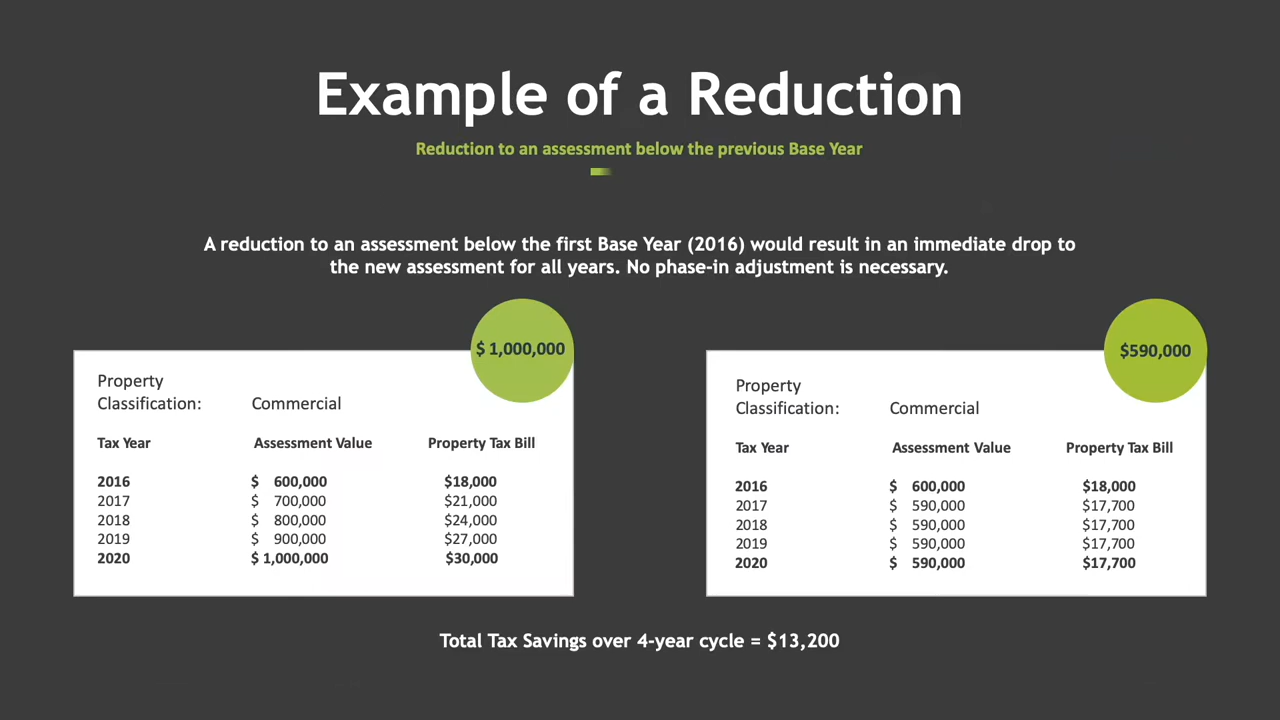 Example of a Reduction
Reduction to an assessment below the previous Base Year
A reduction to an assessment below the first Base Year (2016) would result in an immediate drop to
the new assessment for all years. No phase-in adjustment is necessary.
$ 1,000,000
Property
Classification: Commercial
Tax Year Assessment Value Property Tax Bill
2016 $ 600,000 $18,000
2017 $ 700,000 $21,000
2018 $ 800,000 $24,000
2019 $ 900,000 $27,000
2020 $ 1,000,000 $30,000
$590,000
Property
Classification: Commercial
Tax Year Assessment Value Property Tax Bill
2016 $ 600,000 $18,000
2017 $ 590,000 $17,700
2018 $ 590,000 $17,700
2019 $ 590,000 $17,700
2020 $ 590,000 $17,700
Total Tax Savings over 4-year cycle = $13,200